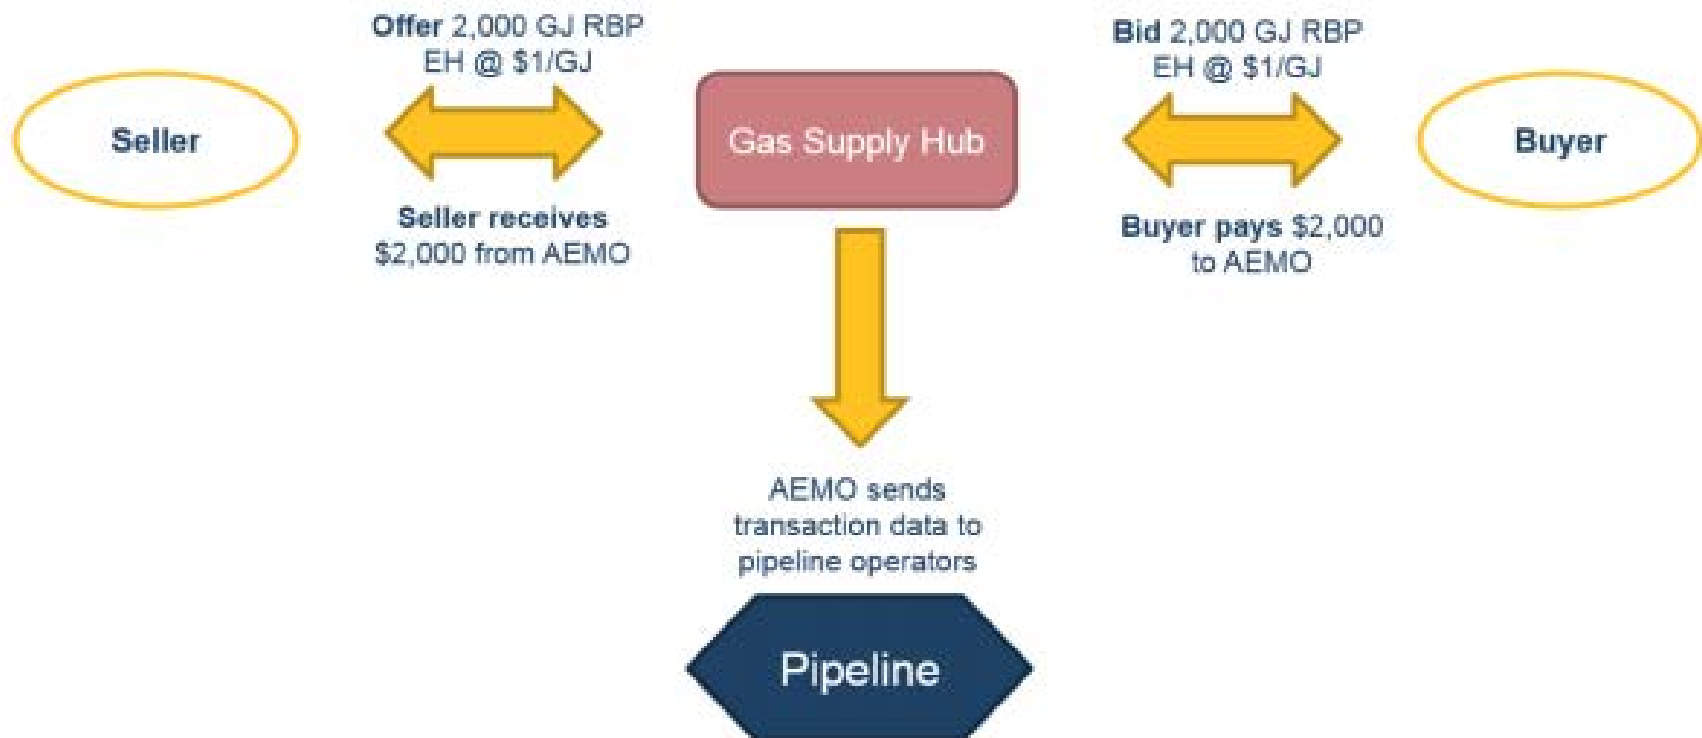 Offer 2,000 GJ RBP
EH @ $1/GJ
Bid 2,000 GJ RBP
EH @ $1/GJ
Seller
Gas Supply Hub
Buyer
Seller receives
$2,000 from AEMO
Buyer pays $2,000
to AEMO
AEMO sends
transaction data to
pipeline operators
Pipeline